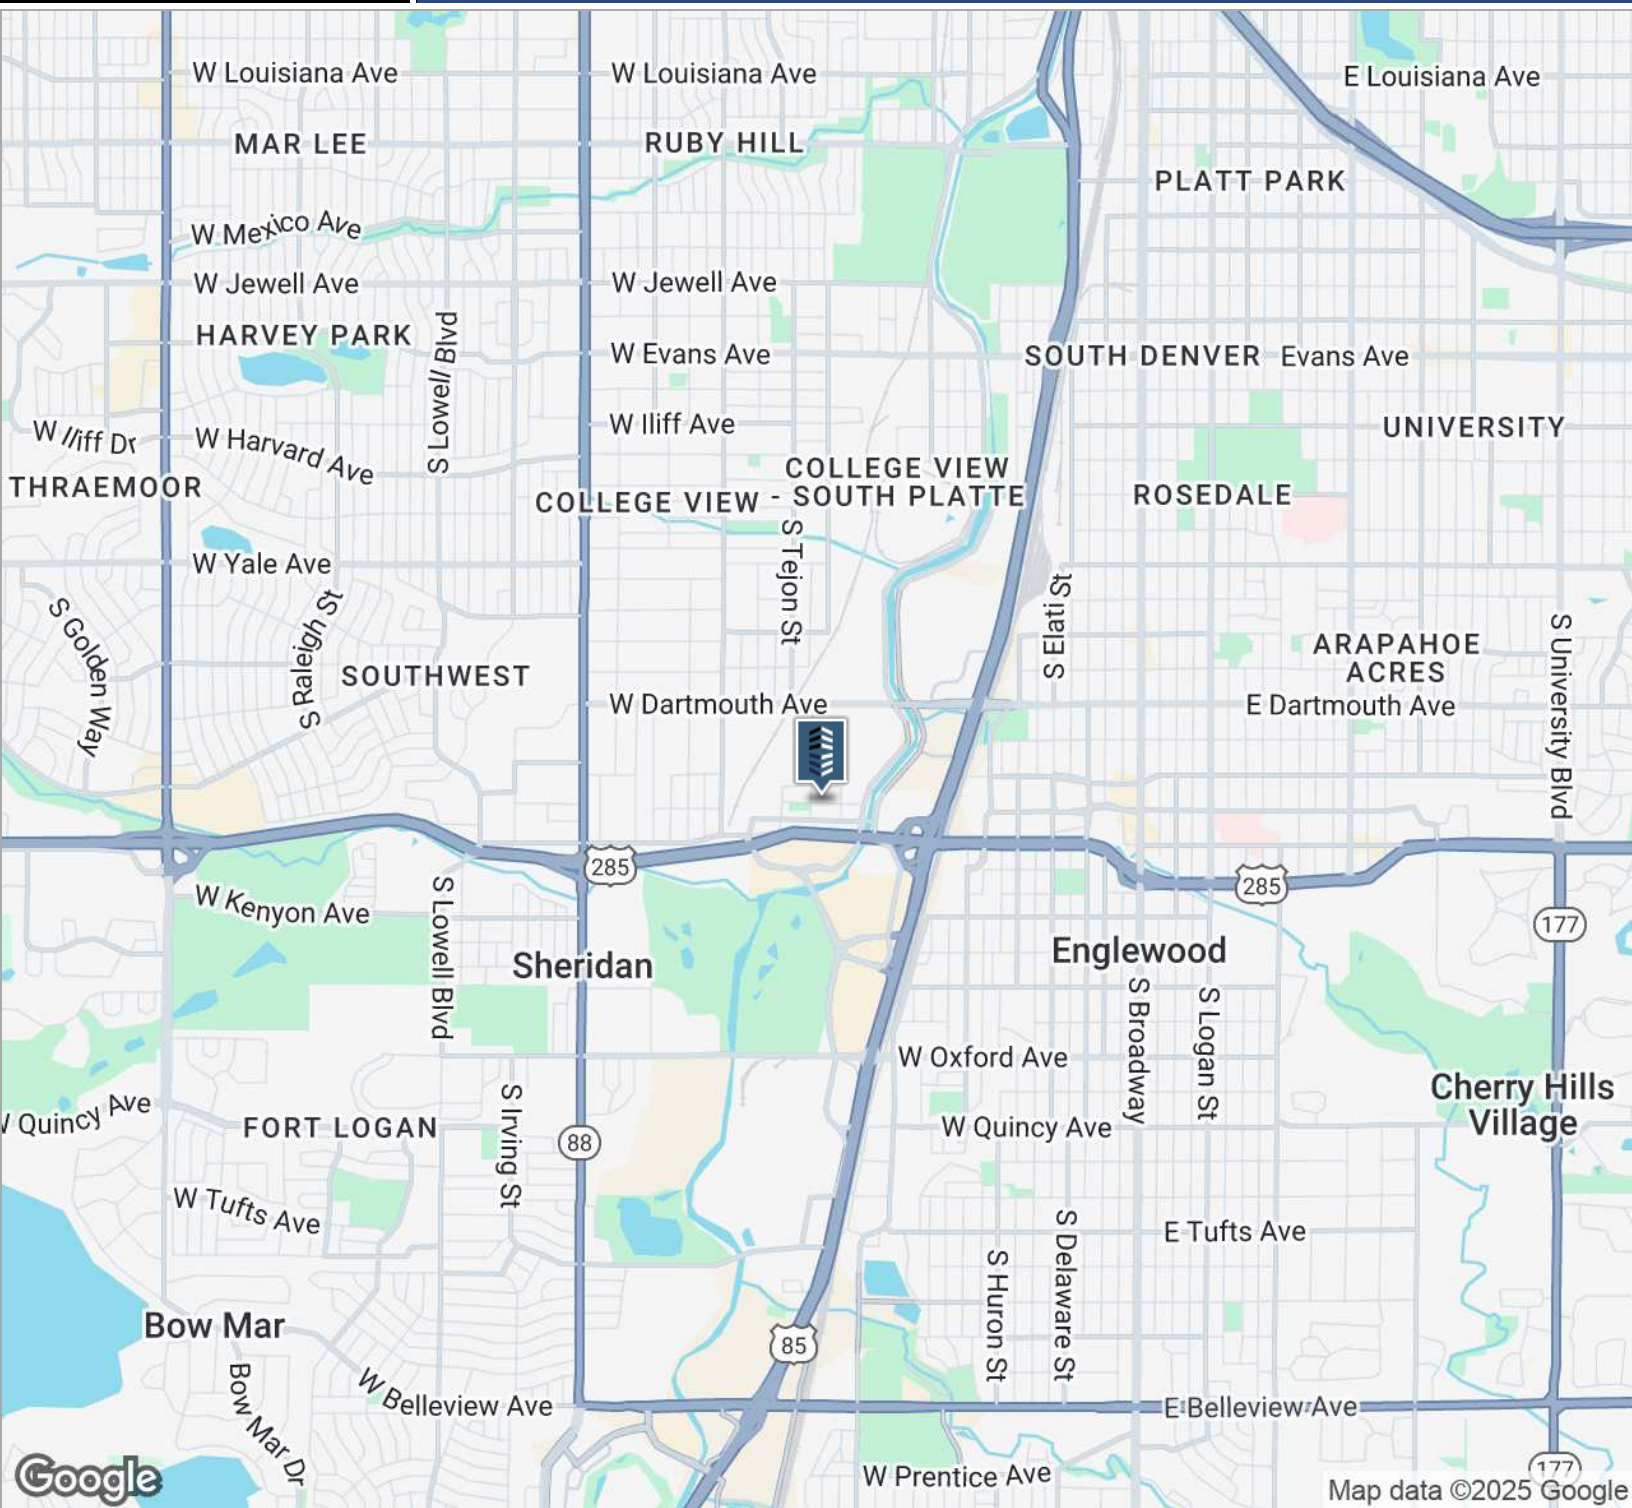 W Louisiana Ave
W Louisiana Ave
E Louisiana Ave
MAR LEE
RUBY HILL
PLATT PARK
W Mexico Ave
W Jewell Ave
W Jewell Ave
HARVEY PARK
S Lowell Blvd
W Evans Ave
SOUTH DENVER
Evans Ave
W Iliff Ave
W Iliff Dr
W Harvard Ave
UNIVERSITY
THRAEMOOR
COLLEGE VIEW
COLLEGE VIEW - SOUTH PLATTE
ROSEDALE
S Tejon St
W Yale Ave
S Elati St
S Golden Way
S Raleigh St
SOUTHWEST
ARAPAHOE
ACRES
S University Blvd
W Dartmouth Ave
E Dartmouth Ave
285
285
W Kenyon Ave
S Lowell Blvd
Sheridan
Englewood
177
S Broadway
S Logan St
W Oxford Ave
Cherry Hills
Village
W Quincy Ave
FORT LOGAN
S Irving St
88
W Quincy Ave
W Tufts Ave
S Huron St
S Delaware St
E Tufts Ave
Bow Mar
85
Bow Mar Dr
W Belleview Ave
E Belleview Ave
W Prentice Ave
177
Google
Map data ©2025 Google